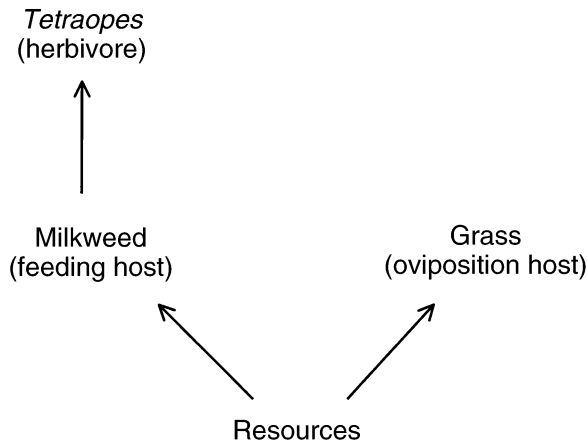 Tetraopes
(herbivore)
Milkweed
(feeding host)
Grass
(oviposition host)
Resources